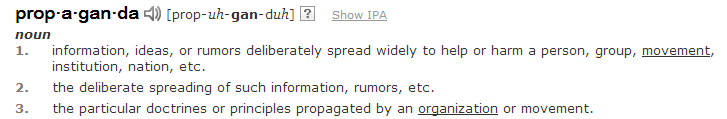 prop·a·gan·da [prop-uh-gan-duh] ? Show IPA
noun
1. information, ideas, or rumors deliberately spread widely to help or harm a person, group, movement,
institution, nation, etc.
2. the deliberate spreading of such information, rumors, etc.
3. the particular doctrines or principles propagated by an organization or movement.